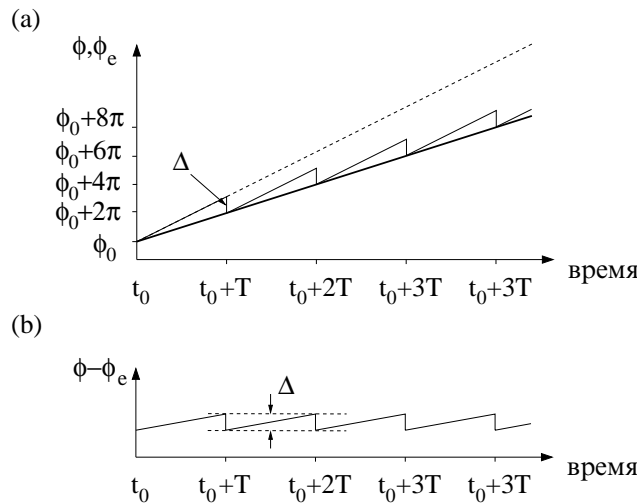 (a)
ϕ,ϕe
ϕ0+8π
ϕ0+6π
ϕ0+4π
ϕ0+2π
ϕ0
Δ
время
t0 t0+T t0+2T t0+3T t0+3T
(b)
ϕ−ϕe
Δ
время
t0 t0+T t0+2T t0+3T t0+3T